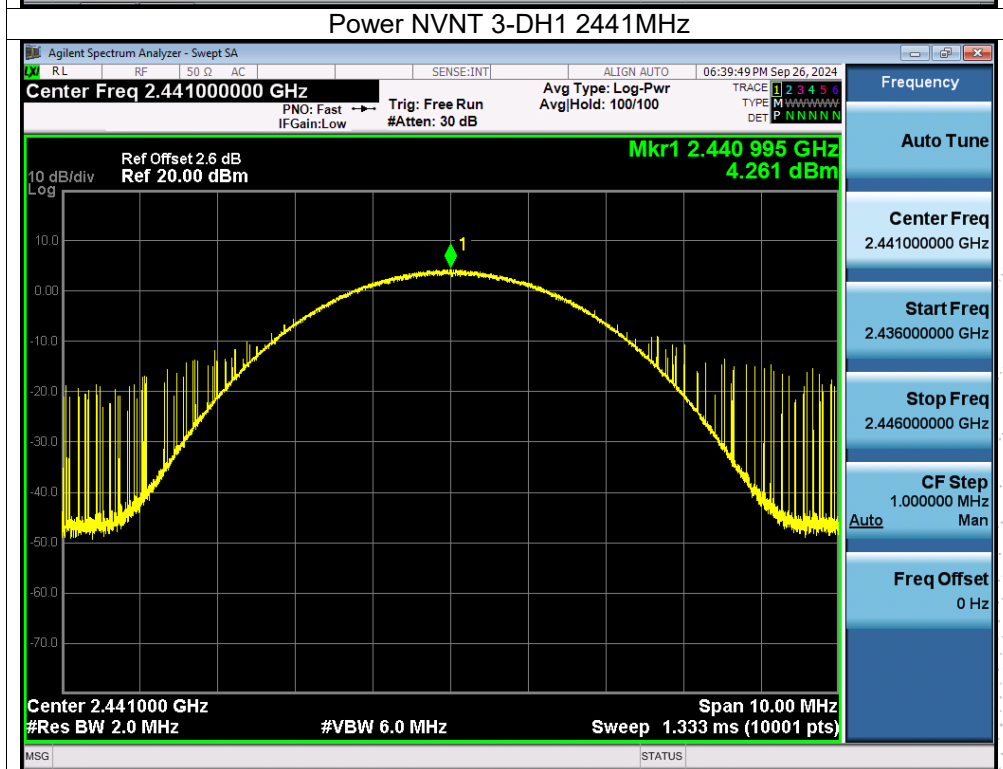 Power NVNT 3-DH1 2441MHz
Agilent Spectrum Analyzer - Swept SA
LXI RL RF 50 Ω AC SENSE:INT ALIGN AUTO 06:39:49 PM Sep 26, 2024
Center Freq 2.441000000 GHz
PNO: Fast
IFGain:Low
Trig: Free Run
#Atten: 30 dB
Avg Type: Log-Pwr
Avg|Hold: 100/100
TRACE 1 2 3 4 5 6
TYPE M WWWWW
DET P N N N N N
Frequency
Mkr1 2.440 995 GHz
4.261 dBm
Ref Offset 2.6 dB
10 dB/div Ref 20.00 dBm
Log
1
10.0
0.00
-10.0
-20.0
-30.0
-40.0
-50.0
-60.0
-70.0
Center 2.441000 GHz Span 10.00 MHz
#Res BW 2.0 MHz #VBW 6.0 MHz Sweep 1.333 ms (10001 pts)
Auto Tune
Center Freq
2.441000000 GHz
Start Freq
2.436000000 GHz
Stop Freq
2.446000000 GHz
CF Step
1.000000 MHz
Auto Man
Freq Offset
0 Hz
MSG STATUS